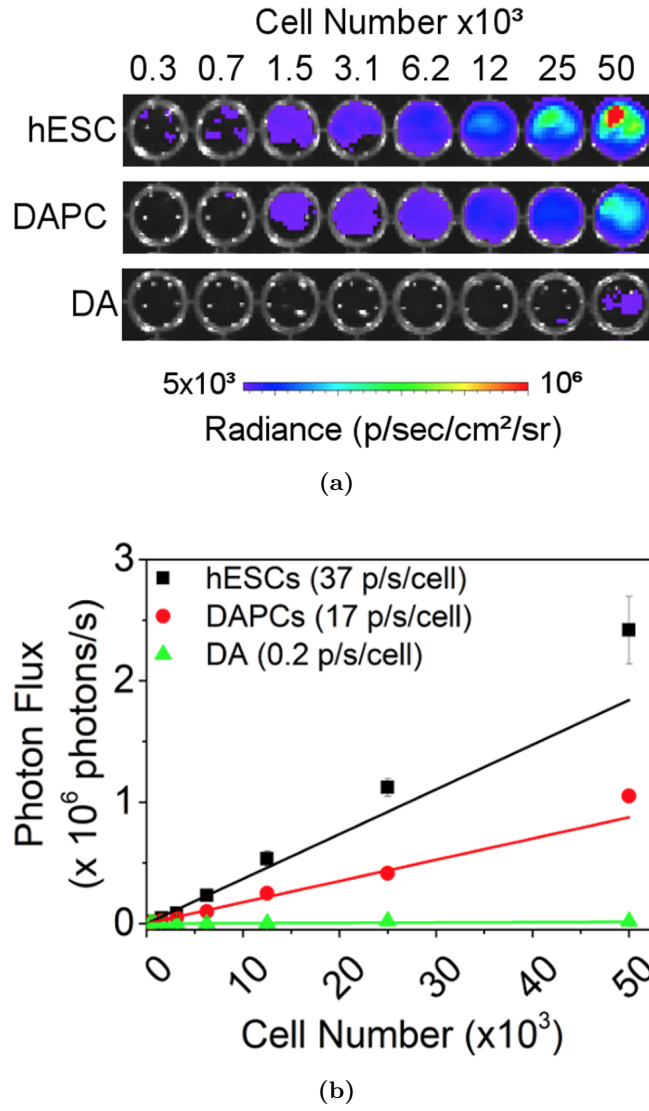 Cell Number x10³
0.3 0.7 1.5 3.1 6.2 12 25 50
hESC
DAPC
DA
5x10³ 10⁶
Radiance (p/sec/cm²/sr)
(a)
3
hESCs (37 p/s/cell)
DAPCs (17 p/s/cell)
DA (0.2 p/s/cell)
2
1
0
Photon Flux
(x 10⁶ photons/s)
0 10 20 30 40 50
Cell Number (x10³)
(b)